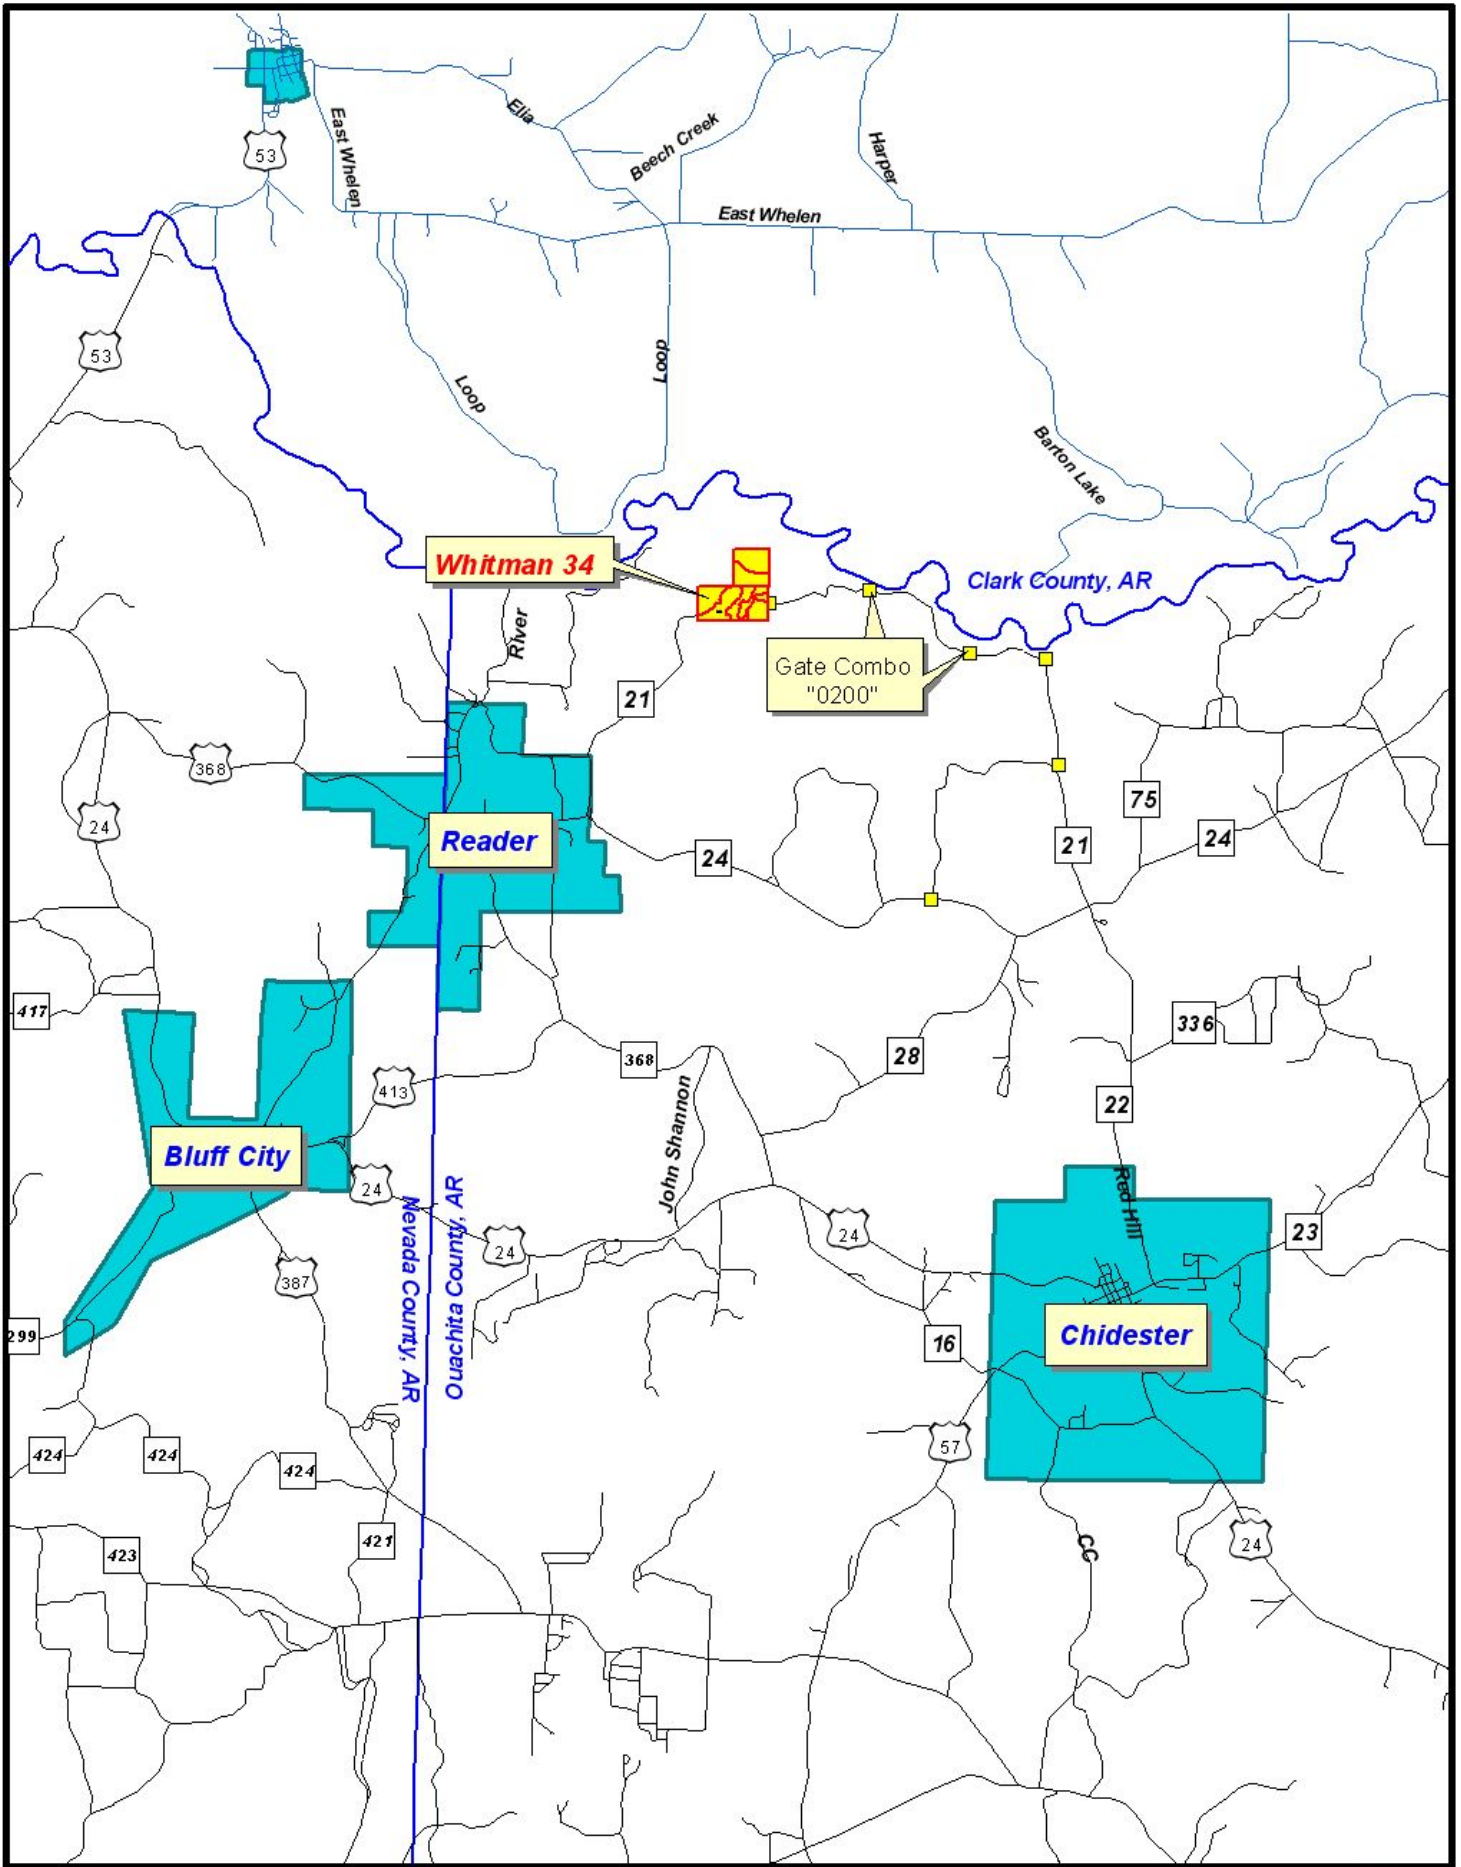 53
East Whelen
Elia
Beech Creek
Harper
East Whelen
53
Loop
Loop
Barton Lake
Whitman 34
Clark County, AR
River
Gate Combo
"0200"
21
368
24
75
21
24
Reader
24
417
336
368
28
413
22
John Shannon
Bluff City
24
Nevada County, AR
Ouachita County, AR
Red Hill
24
24
23
387
299
16
Chidester
57
424
424
424
421
423
CC
24